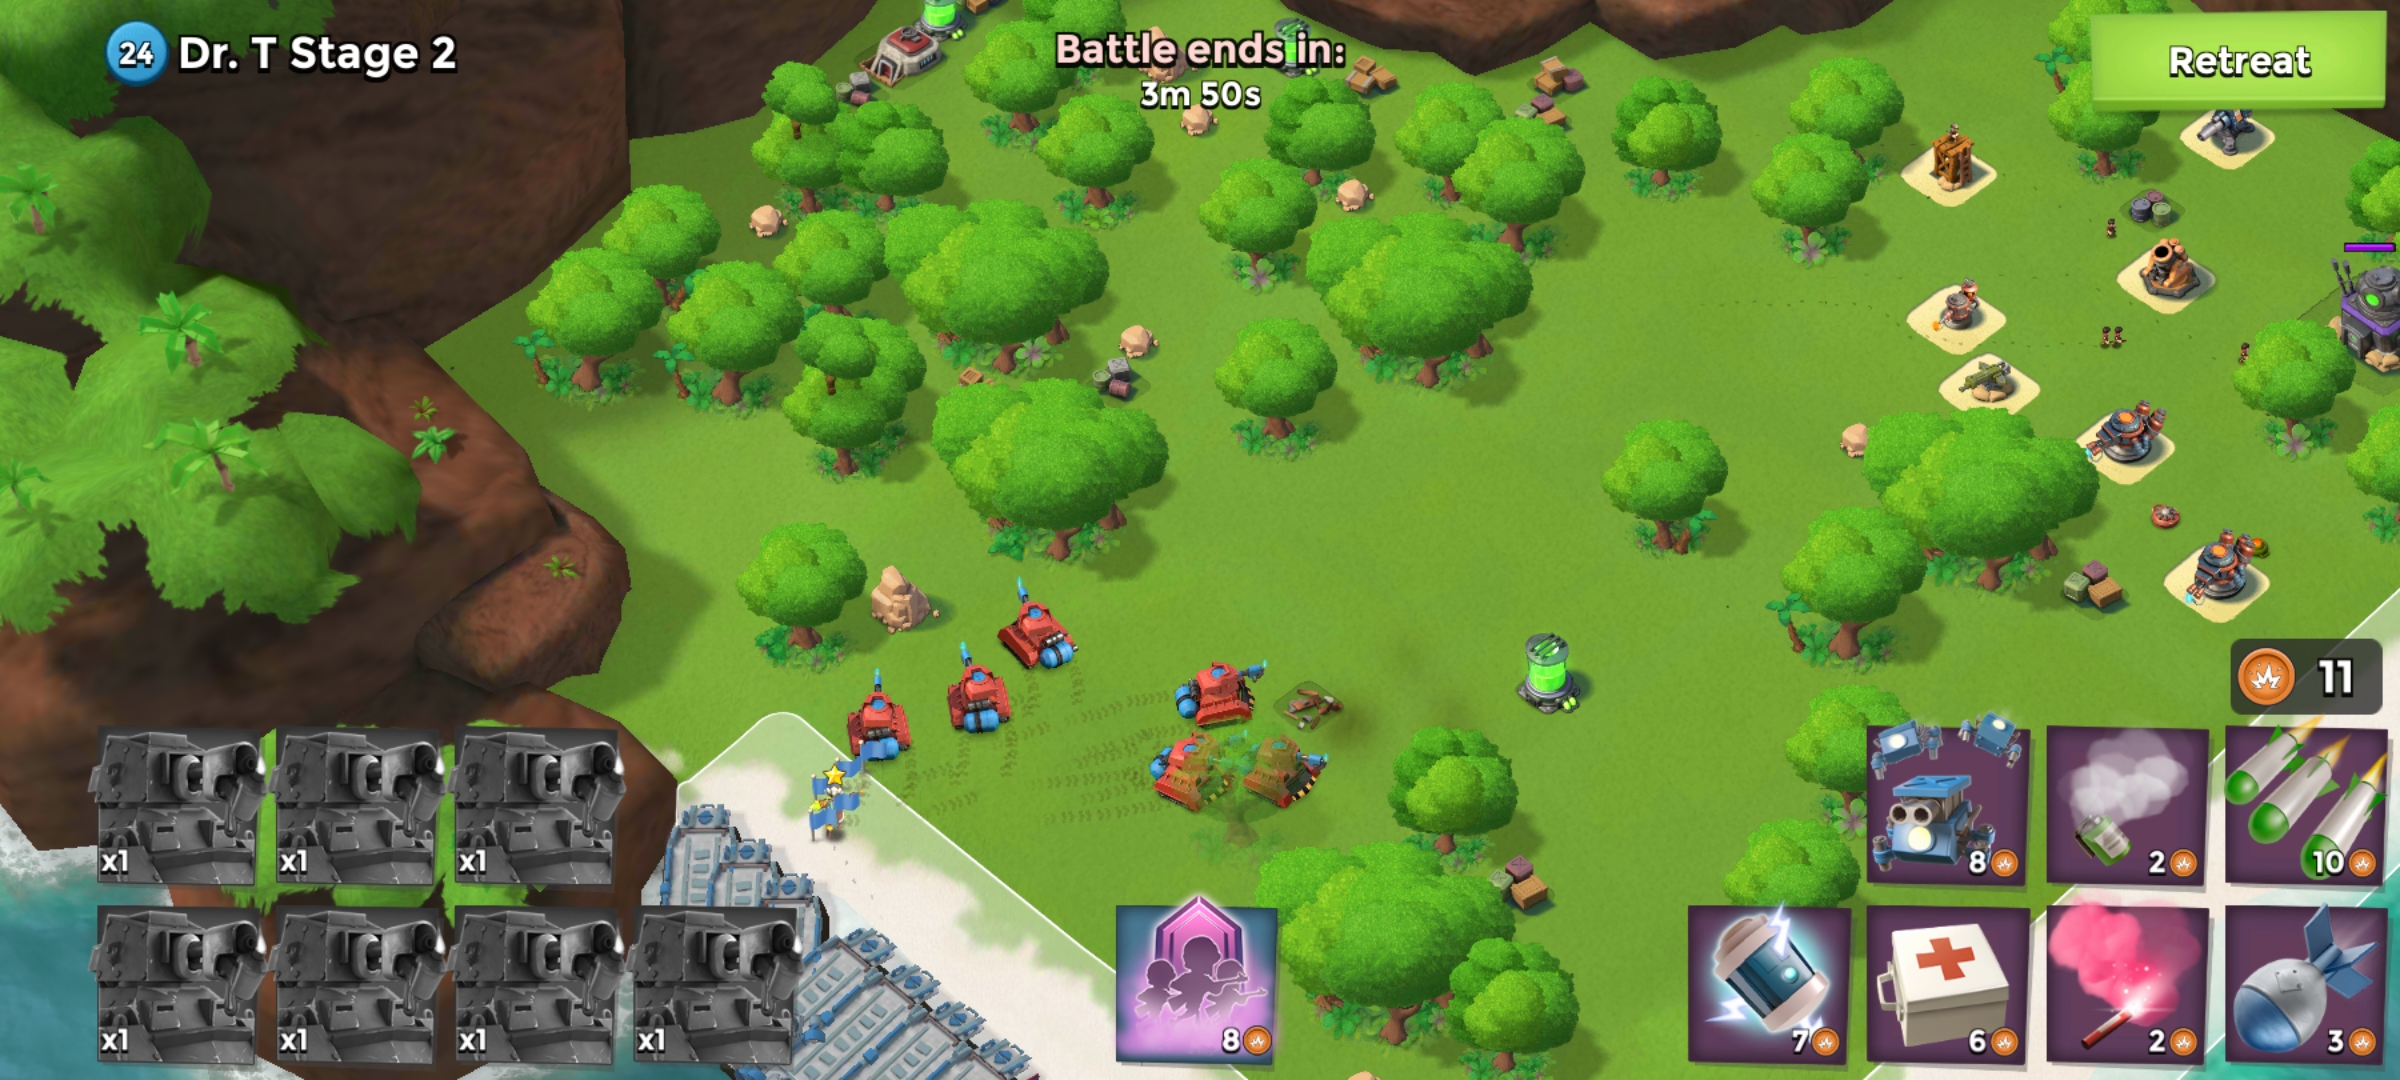 24 Dr. T Stage 2
Battle ends in:
3m 50s
Retreat
11
x1 x1 x1
8 2 10
x1 x1 x1 x1
8
7 6 2 3